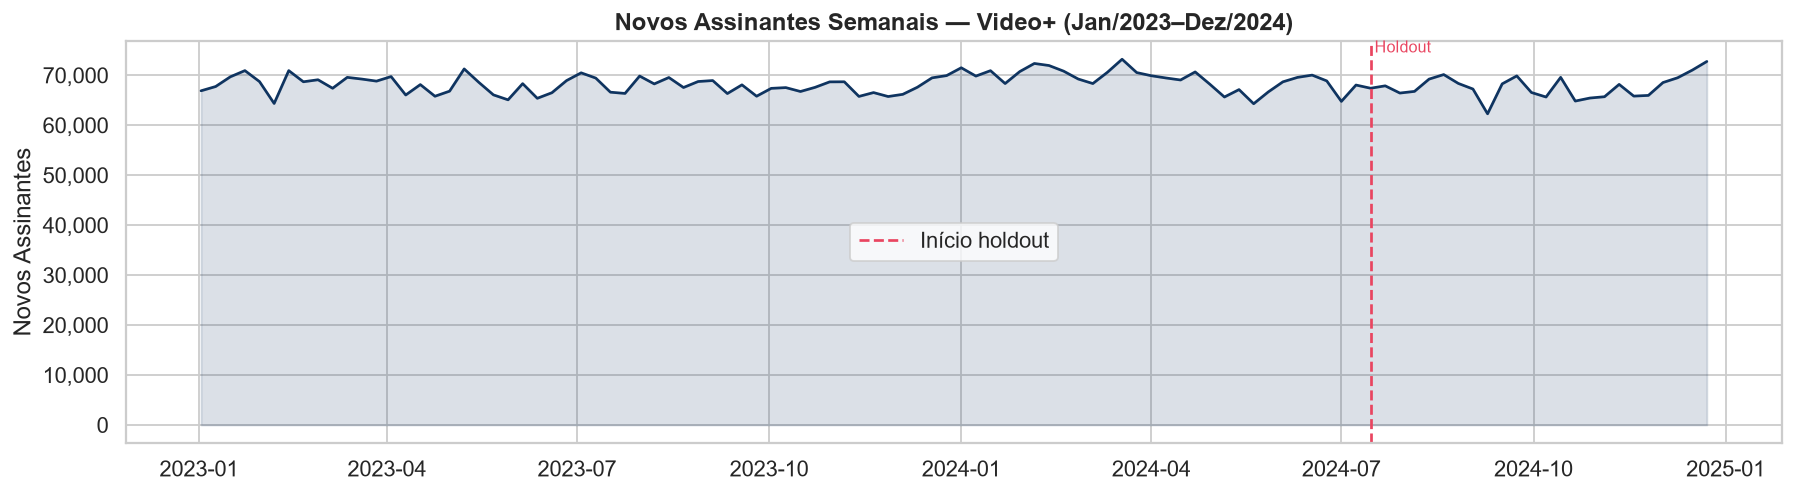 Novos Assinantes Semanais — Video+ (Jan/2023–Dez/2024)
Holdout
Novos Assinantes
70,000
60,000
50,000
40,000
30,000
20,000
10,000
0
Início holdout
2023-01 2023-04 2023-07 2023-10 2024-01 2024-04 2024-07 2024-10 2025-01